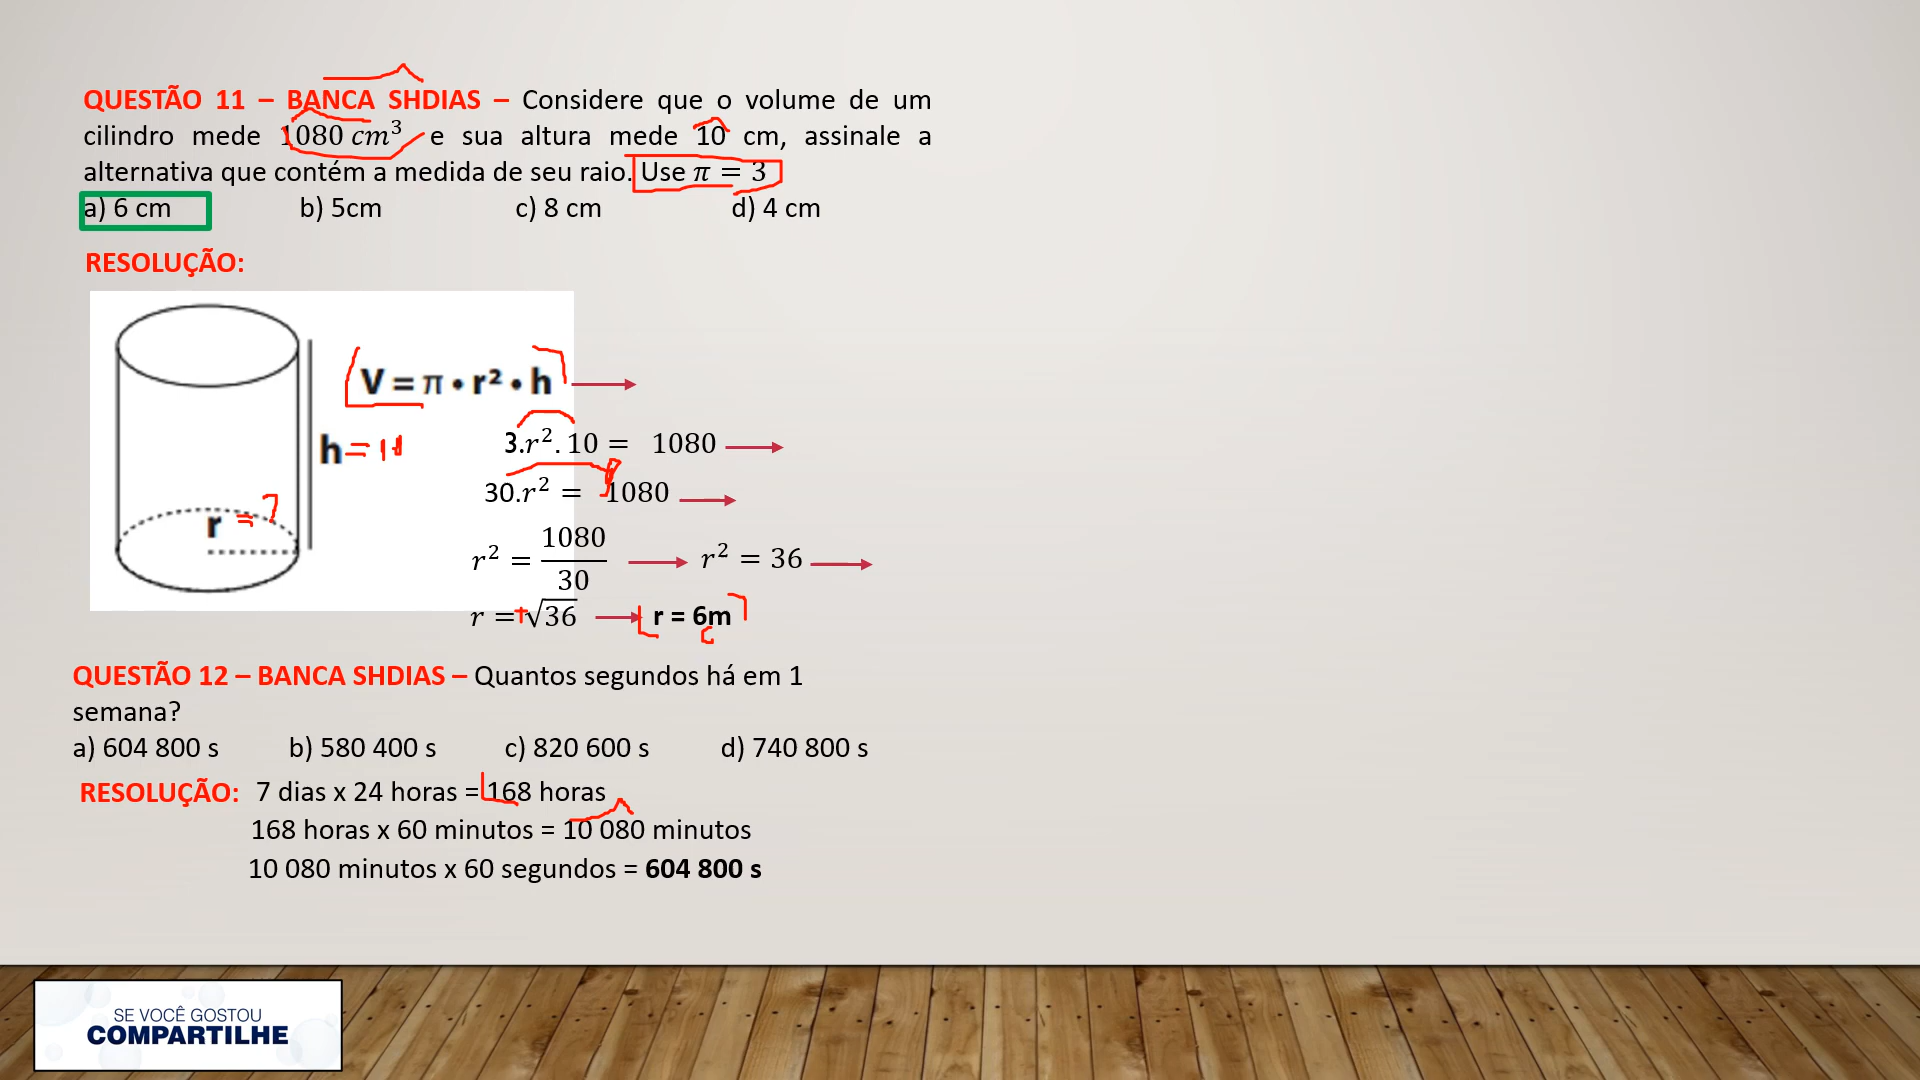 QUESTÃO 11 – BANCA SHDIAS – Considere que o volume de um
cilindro mede 1080 cm³ e sua altura mede 10 cm, assinale a
alternativa que contém a medida de seu raio. Use π = 3
a) 6 cm b) 5cm c) 8 cm d) 4 cm
RESOLUÇÃO:
V = π • r² • h
h =
r = ?
3.r². 10 = 1080
30.r² = 1080
r² = 1080/30
r² = 36
r = +√36
r = 6m
c
QUESTÃO 12 – BANCA SHDIAS – Quantos segundos há em 1
semana?
a) 604 800 s b) 580 400 s c) 820 600 s d) 740 800 s
RESOLUÇÃO: 7 dias x 24 horas = 168 horas
168 horas x 60 minutos = 10 080 minutos
10 080 minutos x 60 segundos = 604 800 s
SE VOCÊ GOSTOU
COMPARTILHE